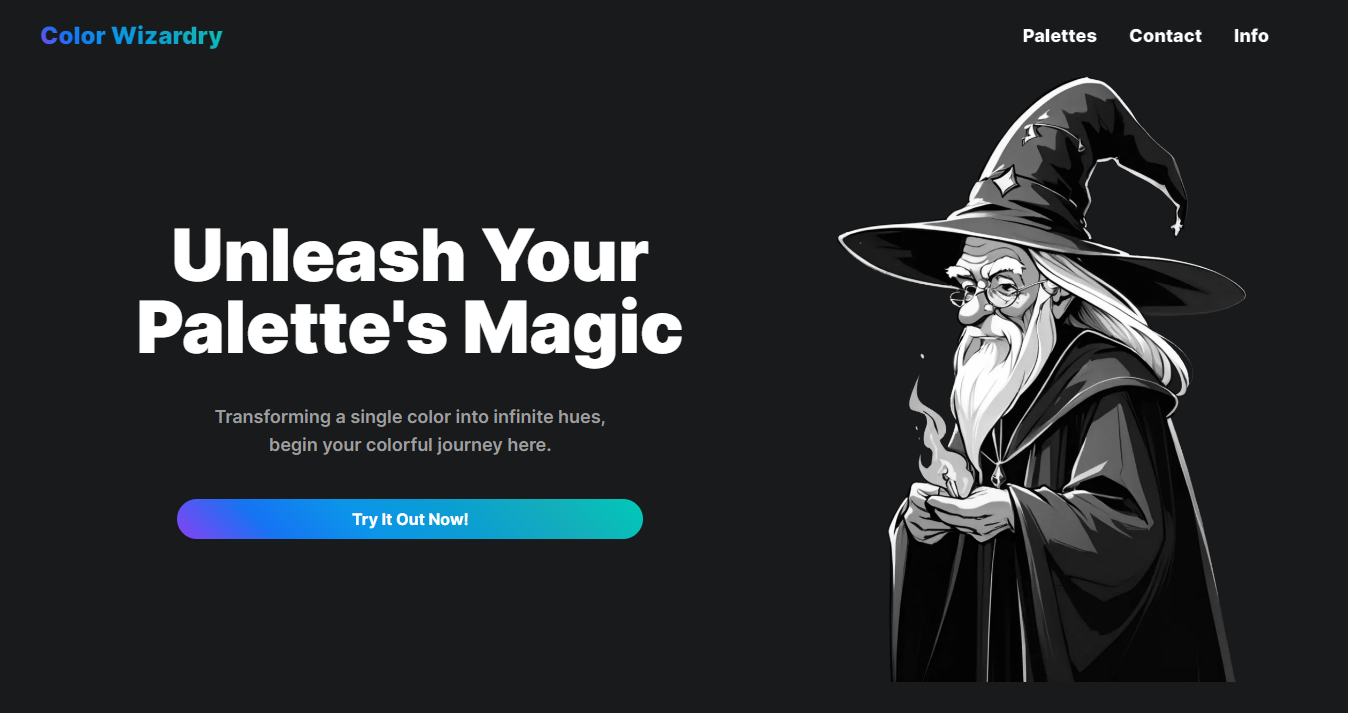 Color Wizardry
Palettes Contact Info
Unleash Your
Palette's Magic
Transforming a single color into infinite hues,
begin your colorful journey here.
Try It Out Now!